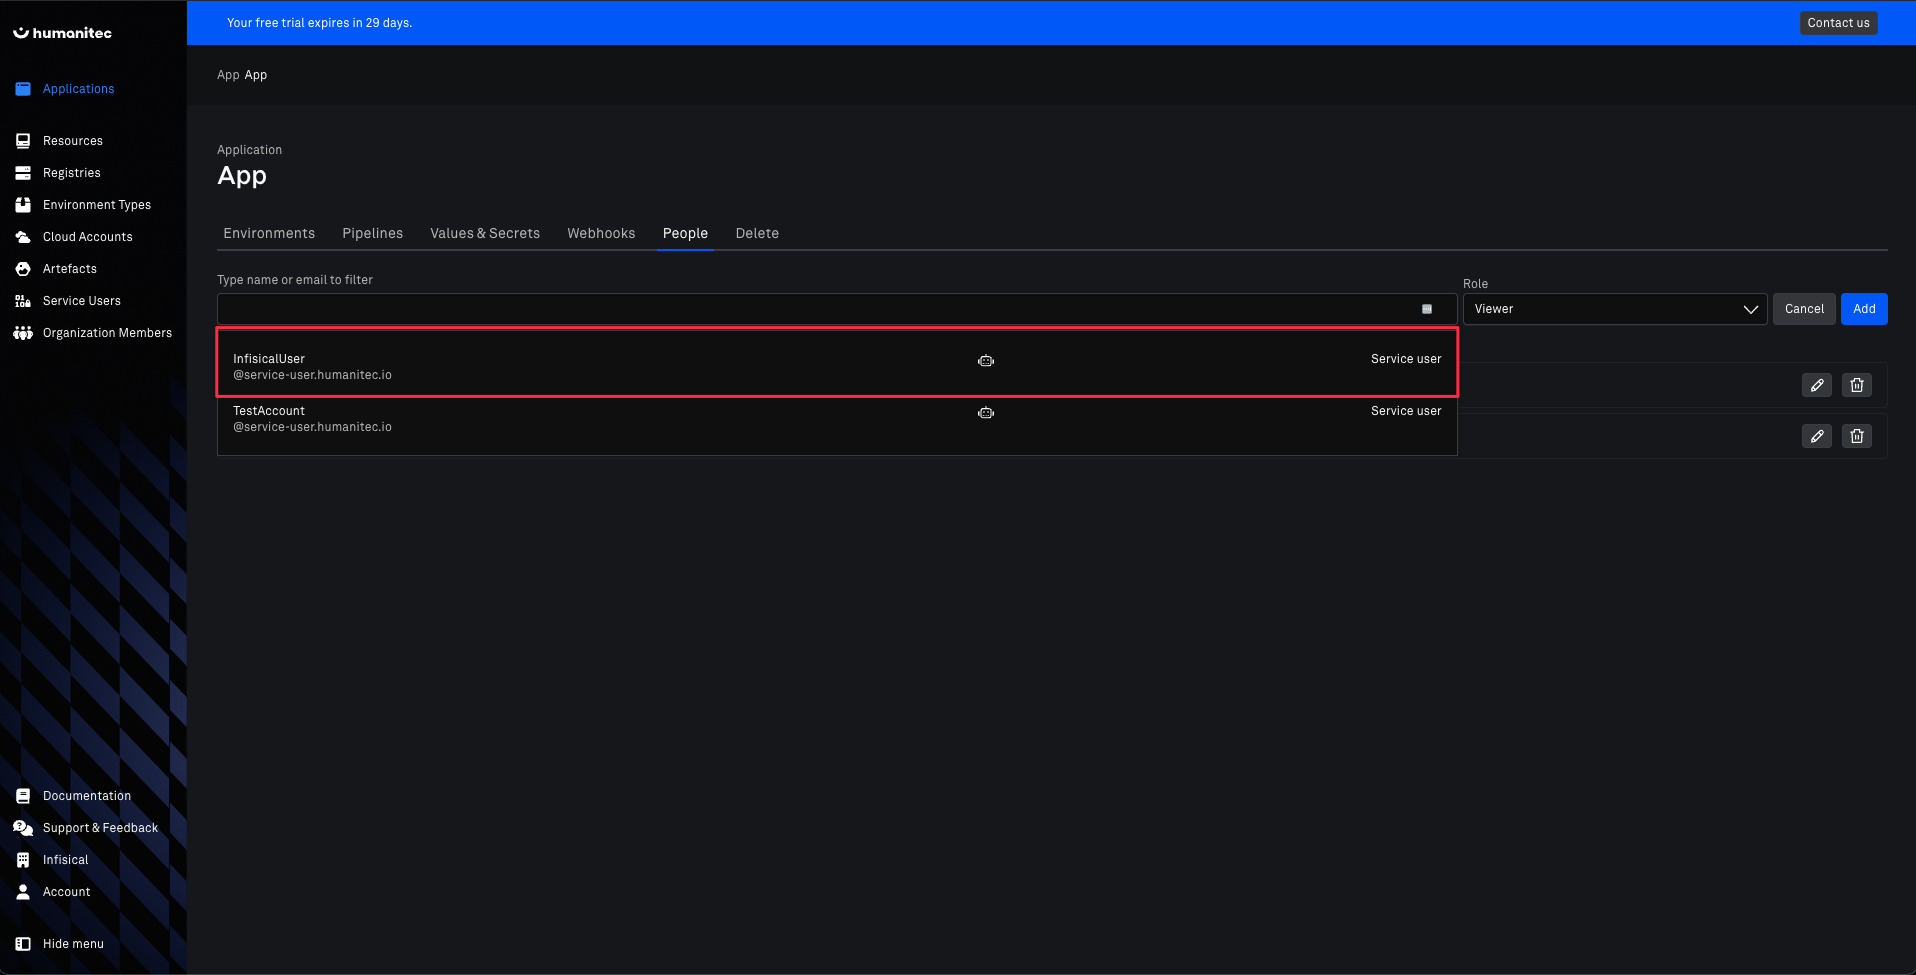 humanitec
Your free trial expires in 29 days.
Contact us
Applications
Resources
Registries
Environment Types
Cloud Accounts
Artefacts
Service Users
Organization Members
Documentation
Support & Feedback
Infisical
Account
Hide menu
App App
Application
App
Environments Pipelines Values & Secrets Webhooks People Delete
Type name or email to filter
Role
Viewer
Cancel
Add
InfisicalUser
@service-user.humanitec.io
Service user
TestAccount
@service-user.humanitec.io
Service user